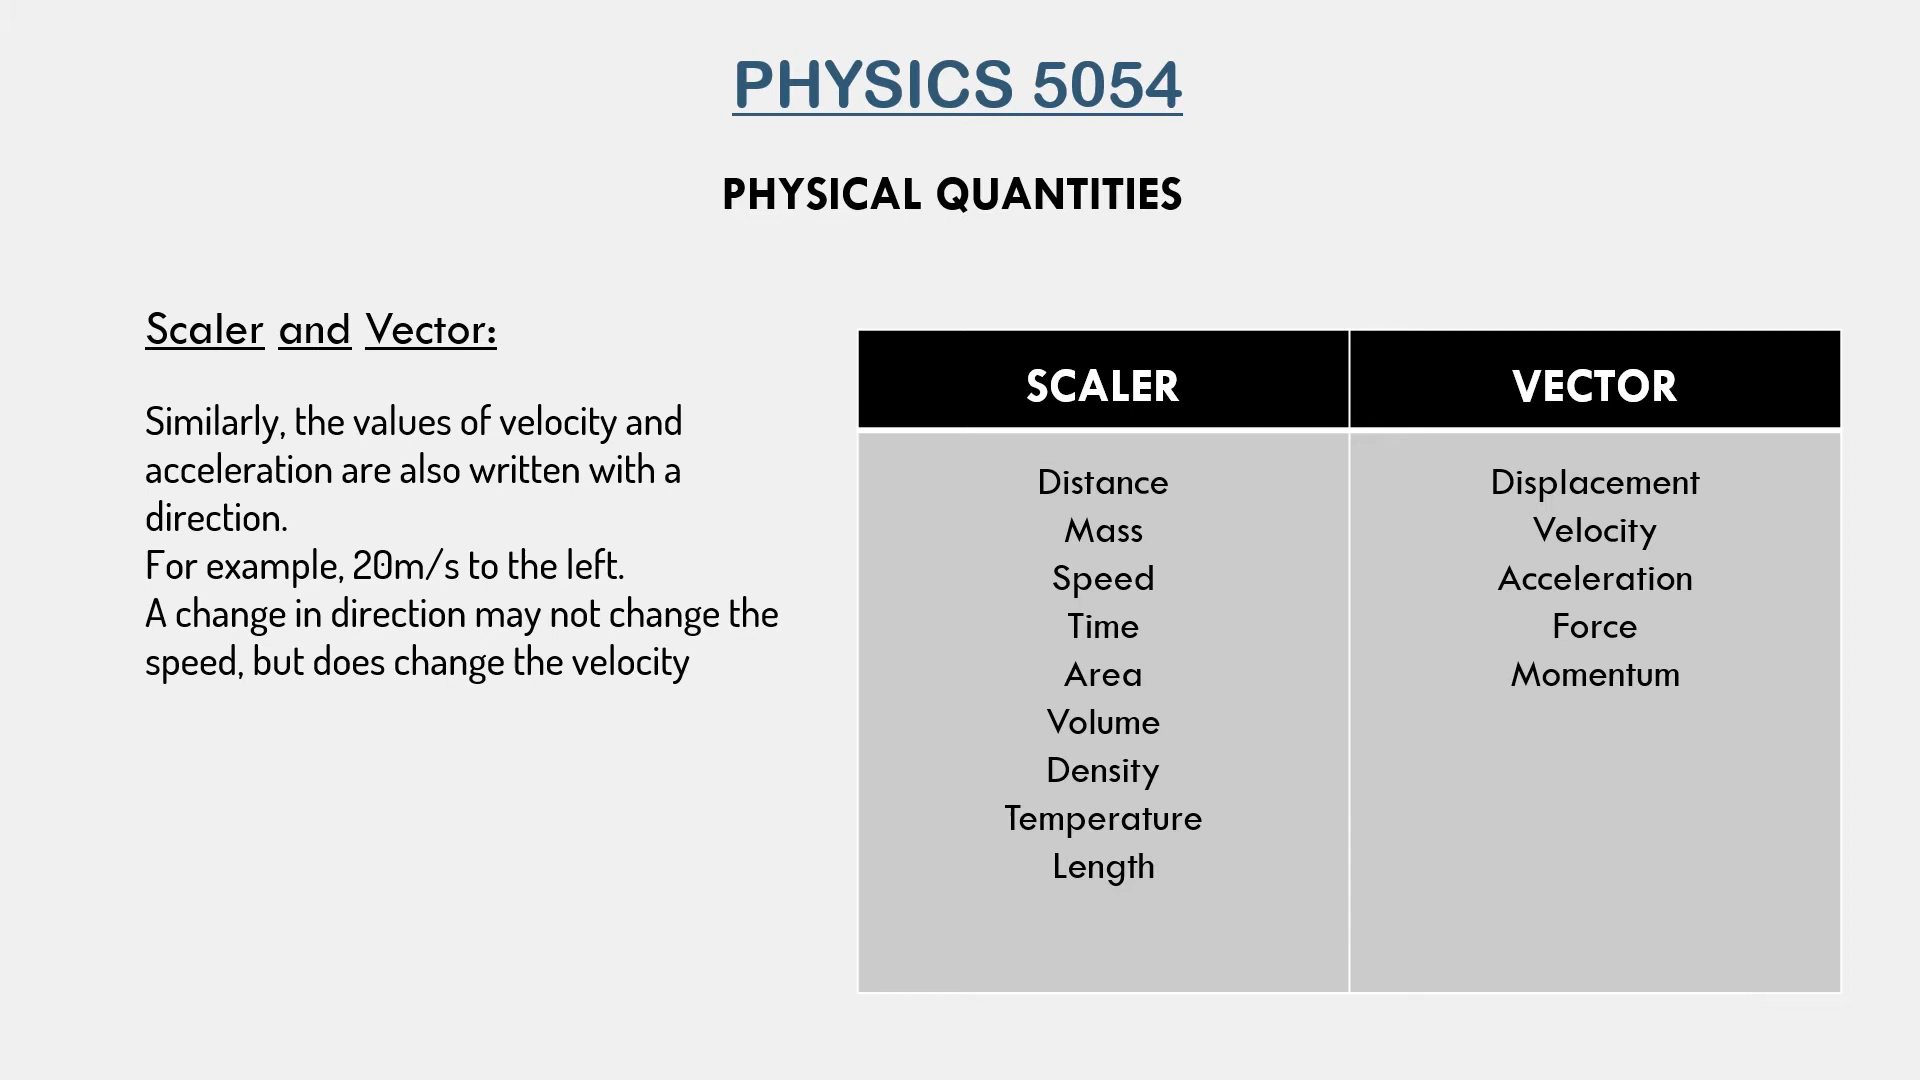 PHYSICS 5054
PHYSICAL QUANTITIES
Scaler and Vector:
Similarly, the values of velocity and
acceleration are also written with a
direction.
For example, 20m/s to the left.
A change in direction may not change the
speed, but does change the velocity
SCALER
Distance
Mass
Speed
Time
Area
Volume
Density
Temperature
Length
VECTOR
Displacement
Velocity
Acceleration
Force
Momentum